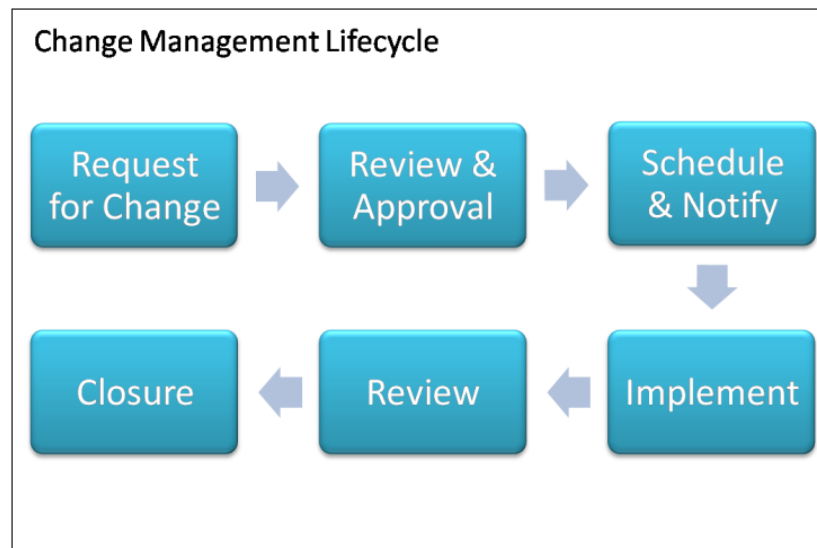 Change Management Lifecycle
Request
for Change
Review &
Approval
Schedule
& Notify
Implement
Review
Closure